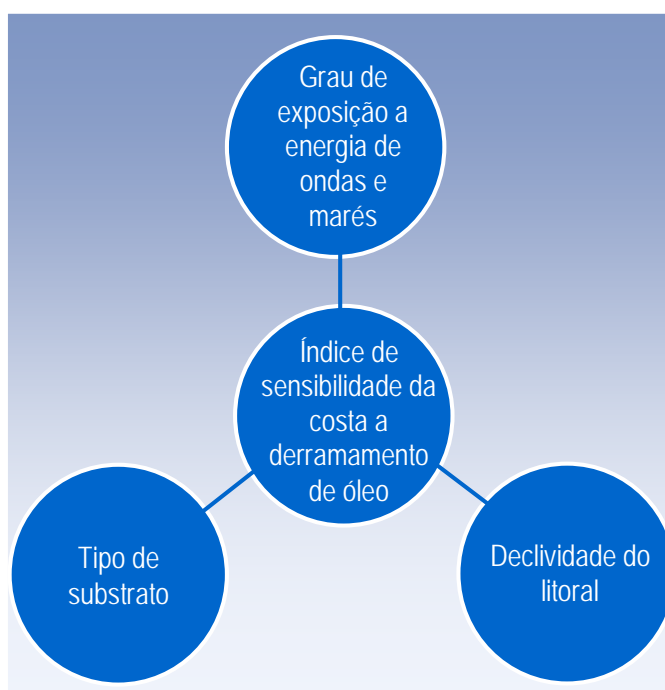 Grau de
exposição a
energia de
ondas e
marés
Índice de
sensibilidade da
costa a
derramamento
de óleo
Tipo de
substrato
Declividade do
litoral